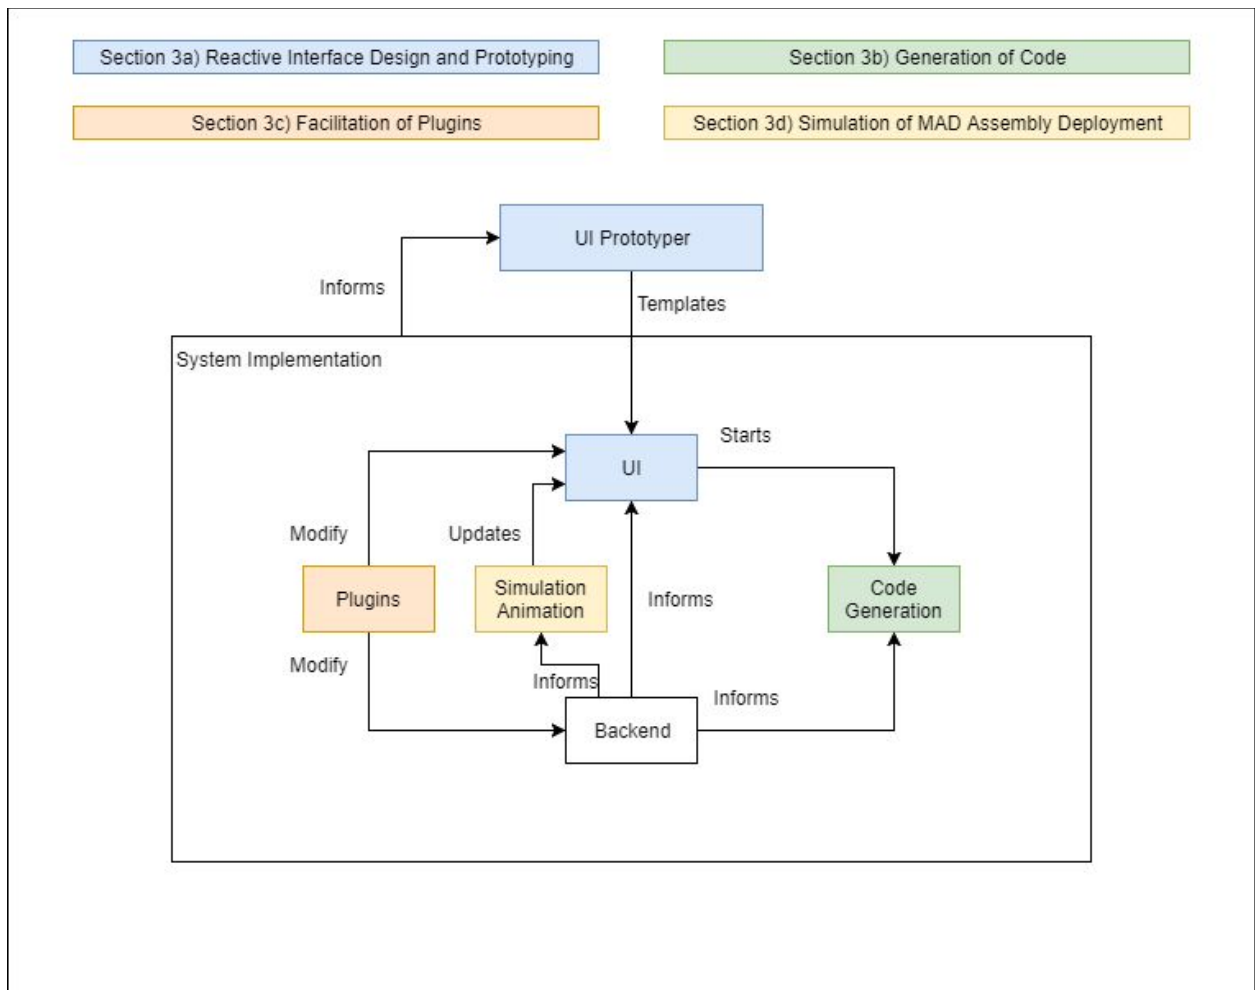 Section 3a) Reactive Interface Design and Prototyping
Section 3b) Generation of Code
Section 3c) Facilitation of Plugins
Section 3d) Simulation of MAD Assembly Deployment
UI Prototyper
Informs
Templates
System Implementation
Starts
UI
Modify
Updates
Plugins
Simulation
Animation
Informs
Code
Generation
Modify
Informs
Informs
Backend